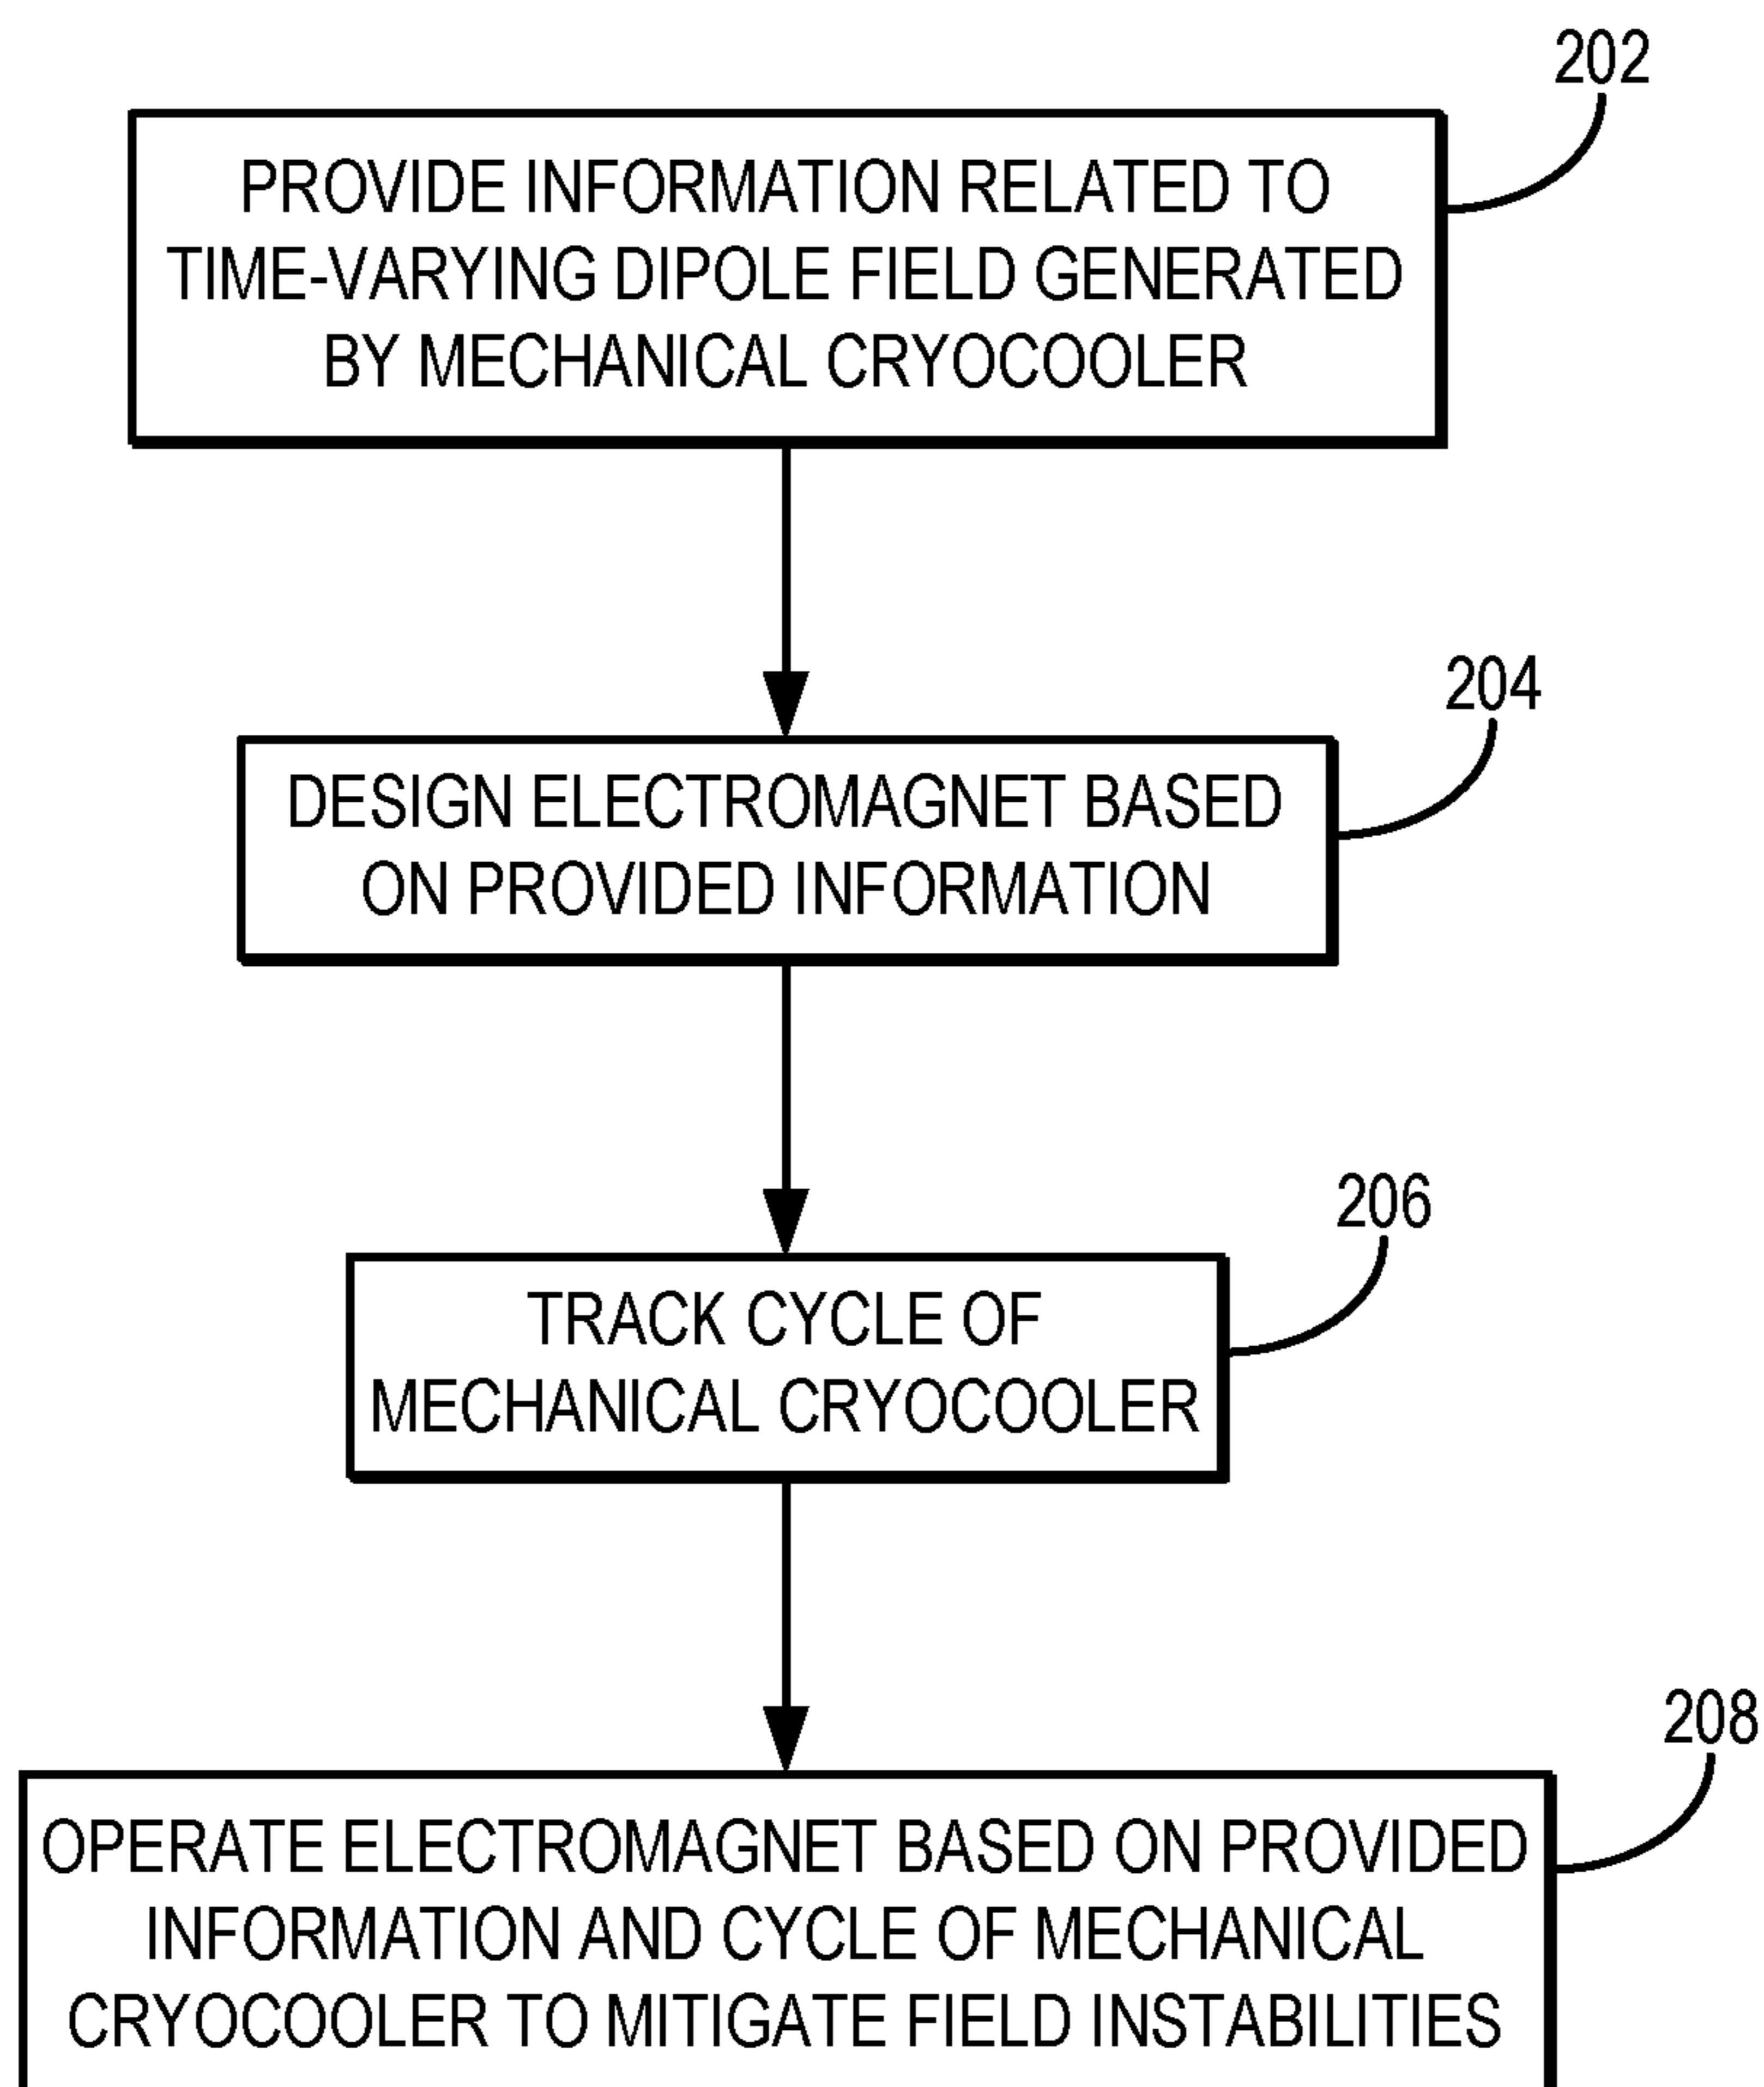 202
PROVIDE INFORMATION RELATED TO
TIME-VARYING DIPOLE FIELD GENERATED
BY MECHANICAL CRYOCOOLER
204
DESIGN ELECTROMAGNET BASED
ON PROVIDED INFORMATION
206
TRACK CYCLE OF
MECHANICAL CRYOCOOLER
208
OPERATE ELECTROMAGNET BASED ON PROVIDED
INFORMATION AND CYCLE OF MECHANICAL
CRYOCOOLER TO MITIGATE FIELD INSTABILITIES